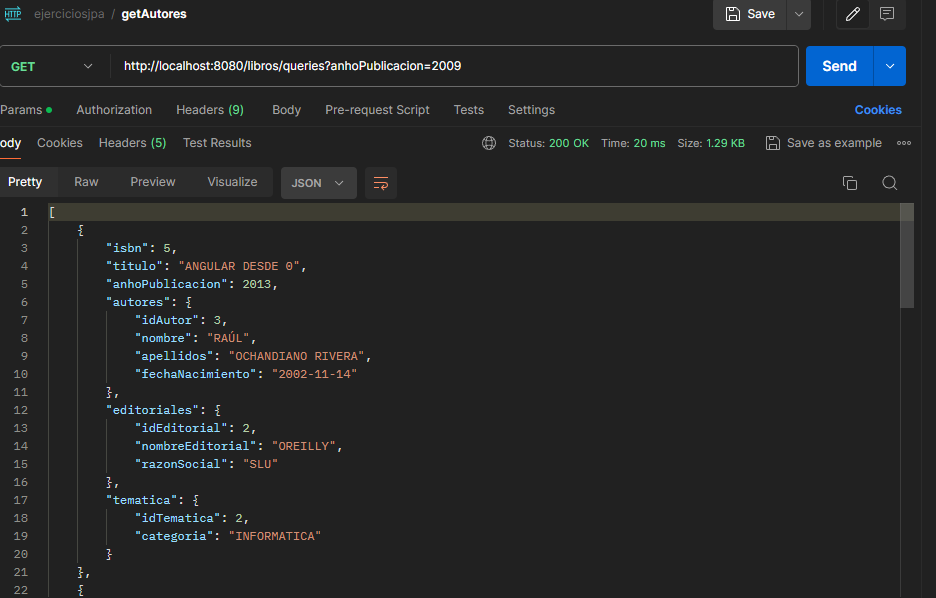 HTTP ejerciciosjpa / getAutores Save
GET http://localhost:8080/libros/queries?anhoPublicacion=2009 Send
Params Authorization Headers (9) Body Pre-request Script Tests Settings Cookies
ody Cookies Headers (5) Test Results Status: 200 OK Time: 20 ms Size: 1.29 KB Save as example
Pretty Raw Preview Visualize JSON
1 [
2 {
3 "isbn": 5,
4 "titulo": "ANGULAR DESDE 0",
5 "anhoPublicacion": 2013,
6 "autores": {
7 "idAutor": 3,
8 "nombre": "RAÚL",
9 "apellidos": "OCHANDIANO RIVERA",
10 "fechaNacimiento": "2002-11-14"
11 },
12 "editoriales": {
13 "idEditorial": 2,
14 "nombreEditorial": "OREILLY",
15 "razonSocial": "SLU"
16 },
17 "tematica": {
18 "idTematica": 2,
19 "categoria": "INFORMATICA"
20 }
21 },
22 {